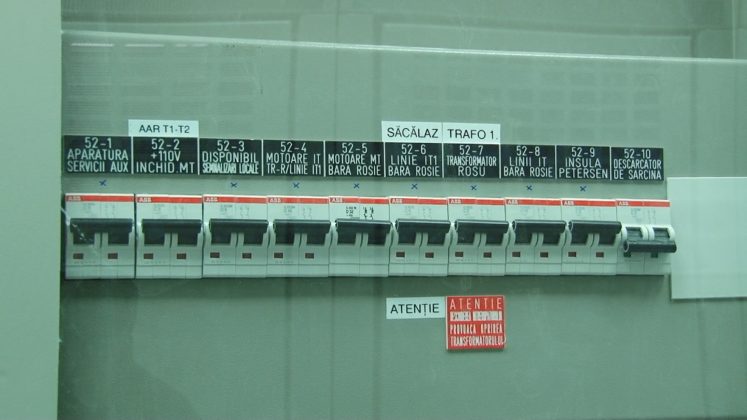 AAR T1-T2
SĂCĂLAZ
TRAFO 1.
52-1
APARATURA
SERVICII AUX
52-2
+110V
INCHID.MT
52-3
DISPONIBIL
SEMNALIZARI LOCALE
52-4
MOTOARE IT
TR-R/LINIE IT1
52-5
MOTOARE MT
BARA ROSIE
52-6
LINIE IT1
BARA ROSIE
52-7
TRANSFORMATOR
ROSU
52-8
LINII IT
BARA ROSIE
52-9
INSULA
PETERSEN
52-10
DESCARCATOR
DE SARCINA
ABB
ABB
ABB
ABB
ABB
ABB
ABB
ABB
ABB
ABB
ATENȚIE
ATENTIE
PROVOACA OPRIREA
TRANSFORMATORULUI